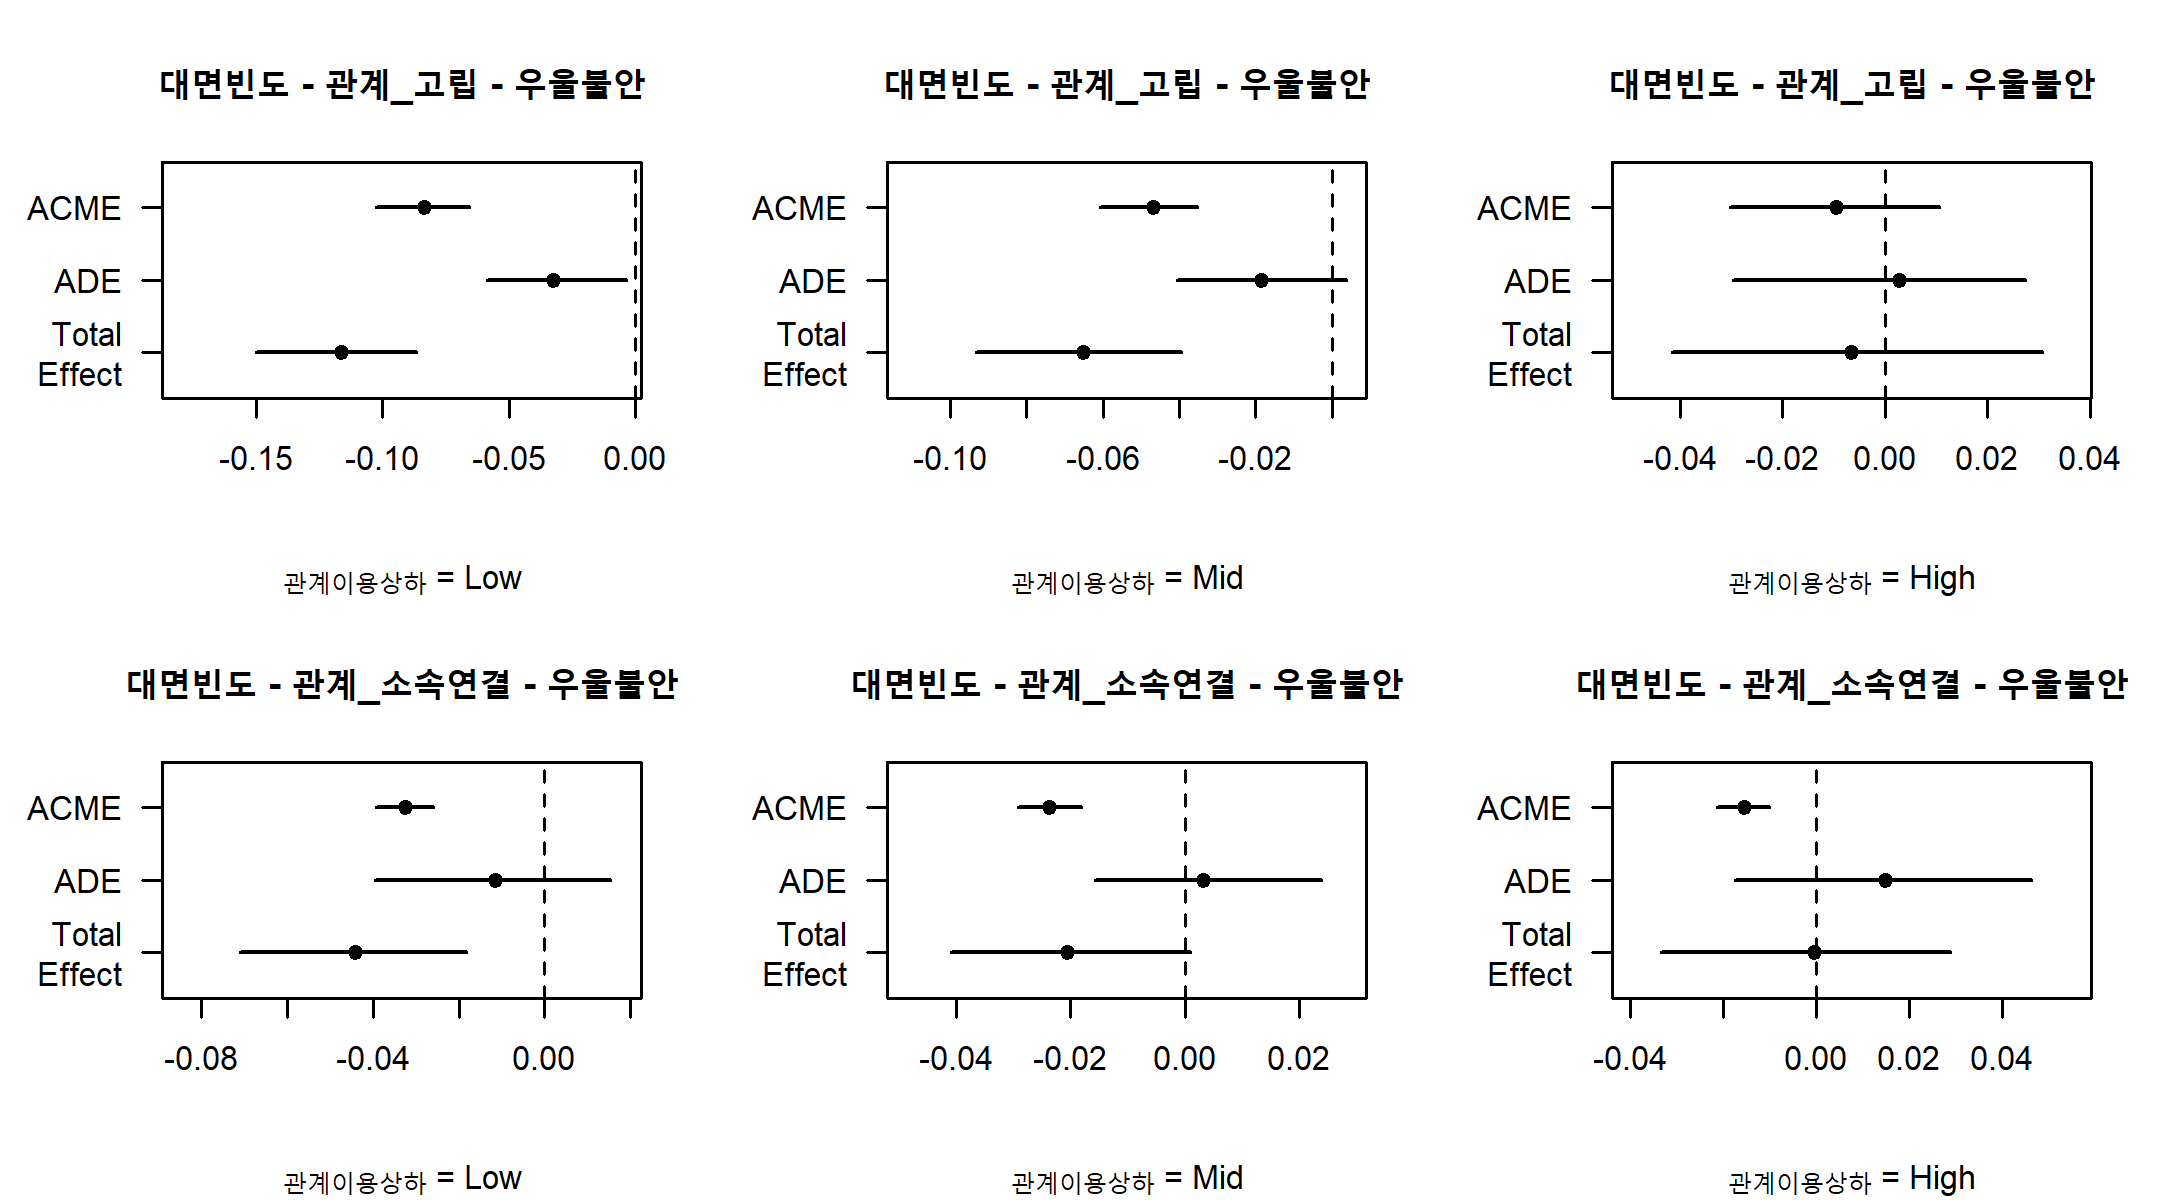 대면빈도 - 관계_고립 - 우울불안
ACME
ADE
Total
Effect
-0.15 -0.10 -0.05 0.00
관계이용상하 = Low
대면빈도 - 관계_고립 - 우울불안
ACME
ADE
Total
Effect
-0.10 -0.06 -0.02
관계이용상하 = Mid
대면빈도 - 관계_고립 - 우울불안
ACME
ADE
Total
Effect
-0.04 -0.02 0.00 0.02 0.04
관계이용상하 = High
대면빈도 - 관계_소속연결 - 우울불안
ACME
ADE
Total
Effect
-0.08 -0.04 0.00
관계이용상하 = Low
대면빈도 - 관계_소속연결 - 우울불안
ACME
ADE
Total
Effect
-0.04 -0.02 0.00 0.02
관계이용상하 = Mid
대면빈도 - 관계_소속연결 - 우울불안
ACME
ADE
Total
Effect
-0.04 0.00 0.02 0.04
관계이용상하 = High